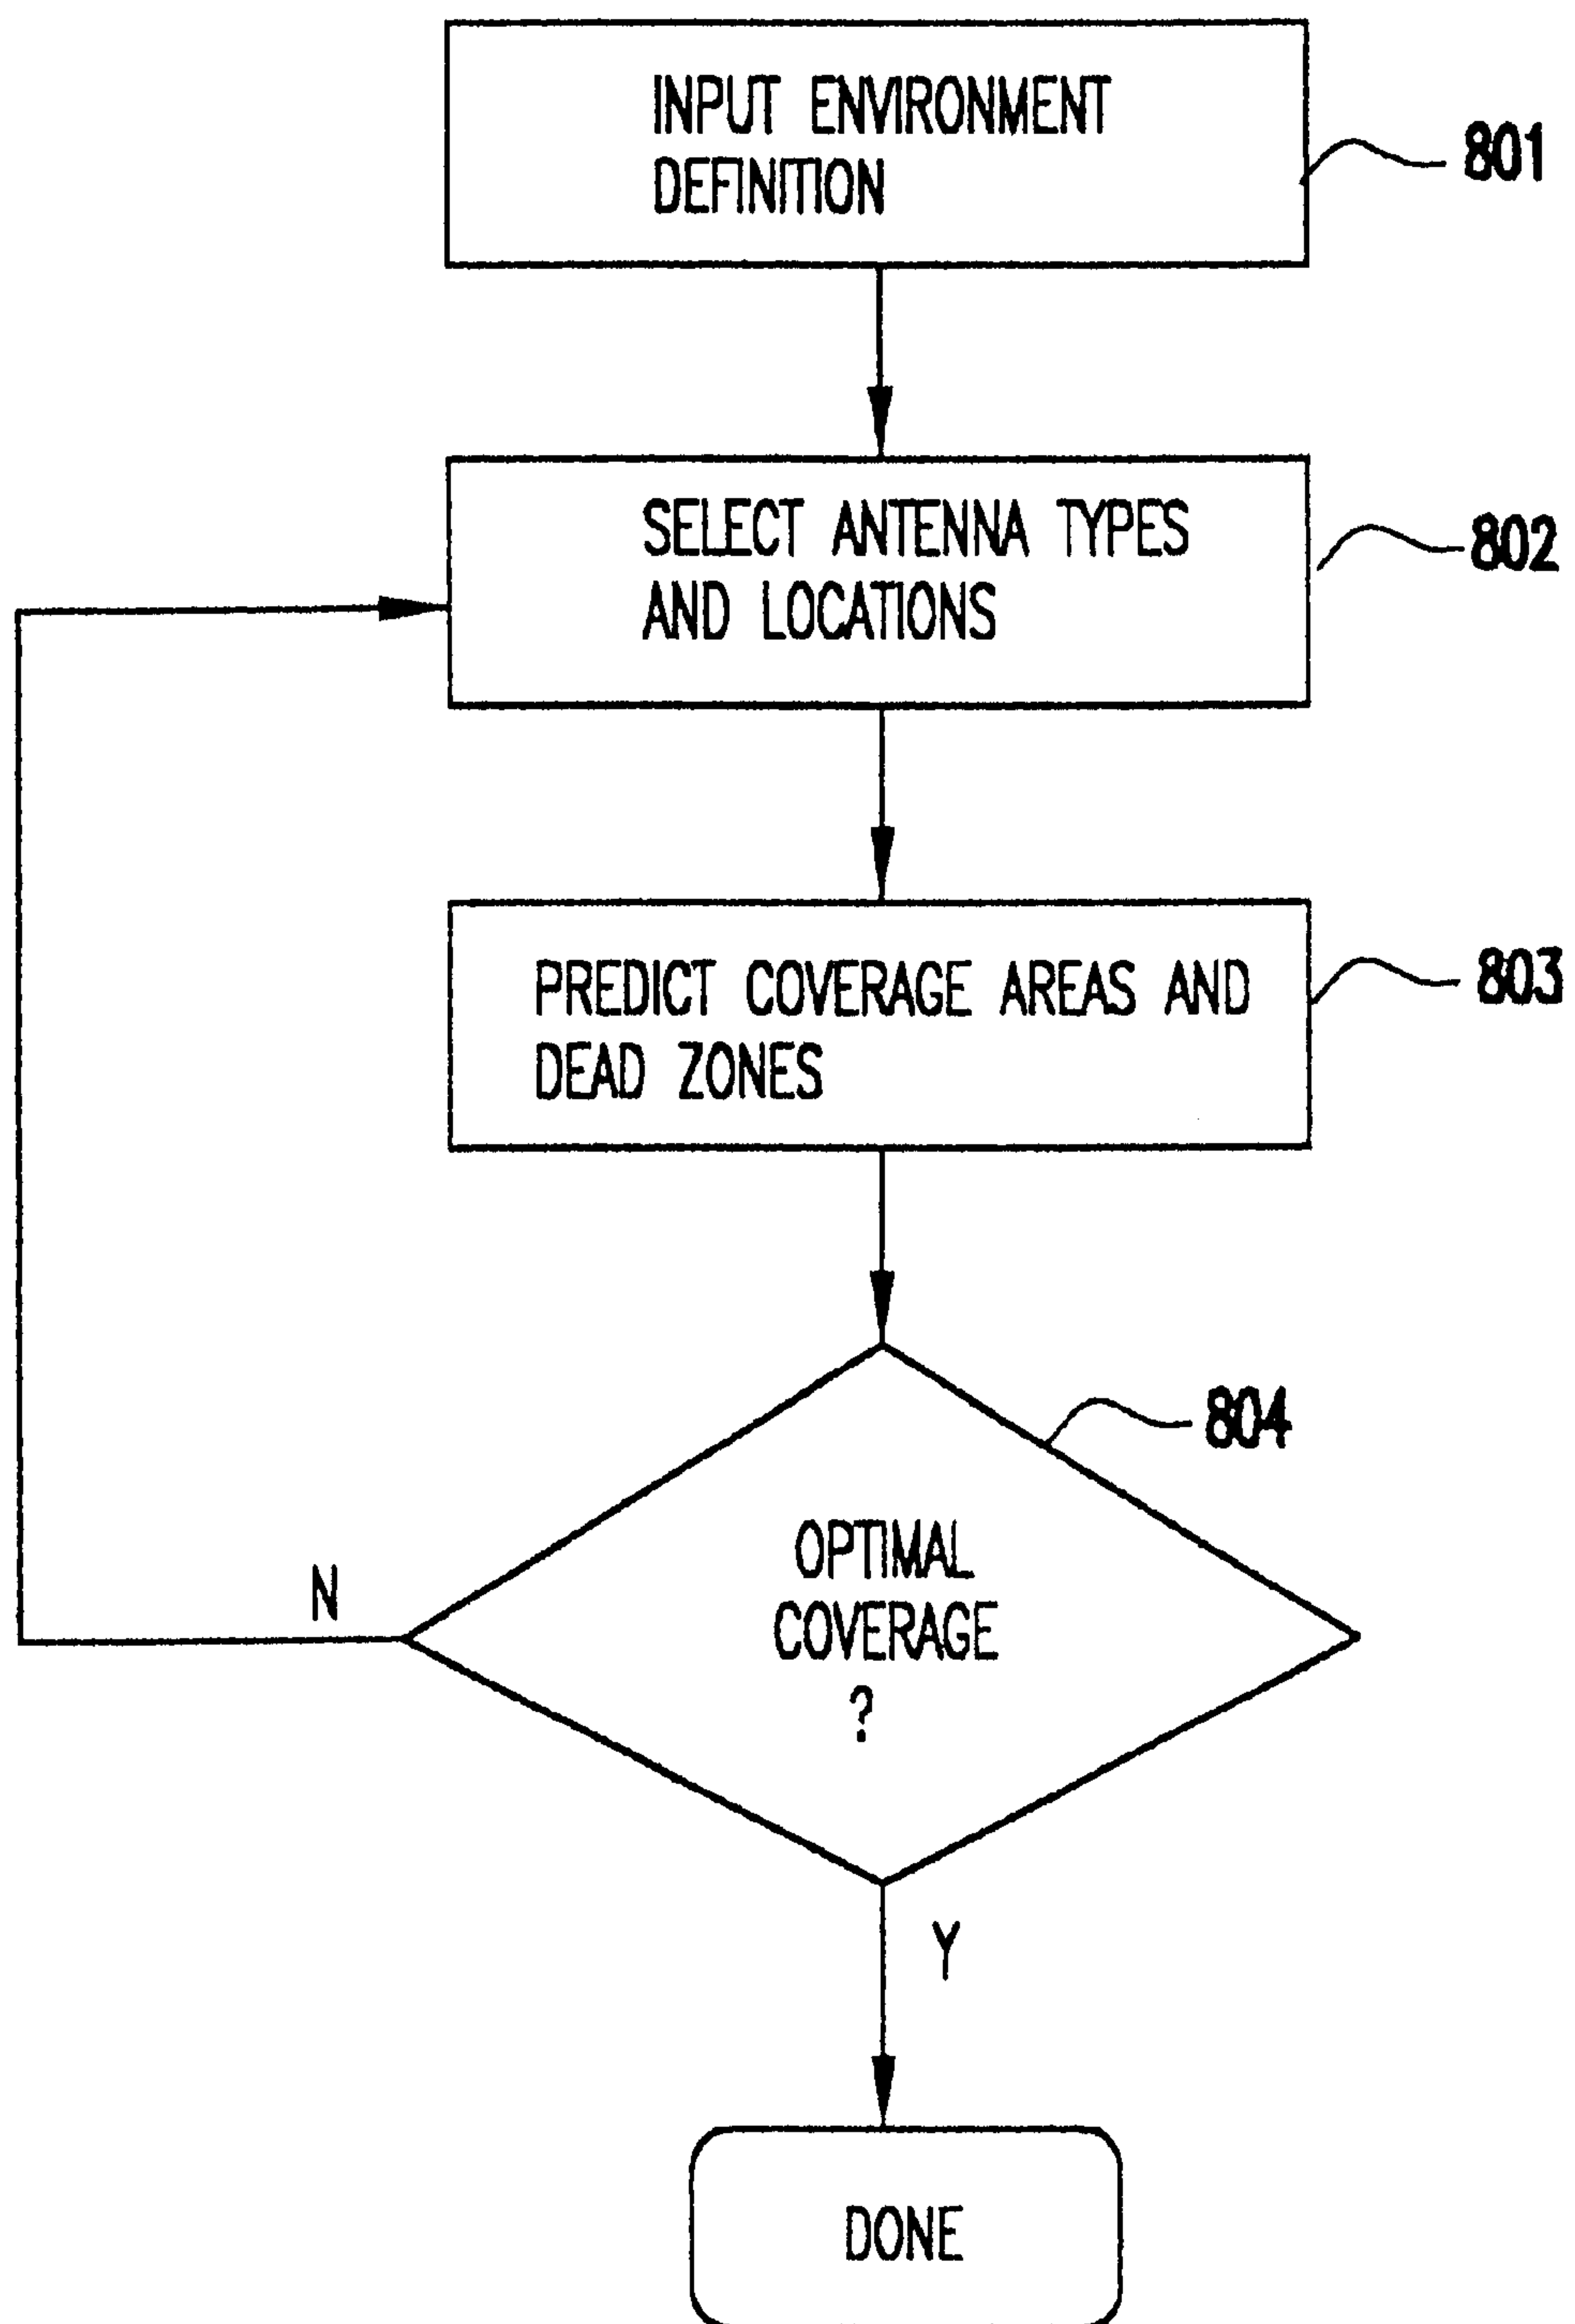 INPUT ENVIRONMENT
DEFINITION
801
SELECT ANTENNA TYPES
AND LOCATIONS
802
PREDICT COVERAGE AREAS AND
DEAD ZONES
803
804
OPTIMAL
COVERAGE
?
N
Y
DONE